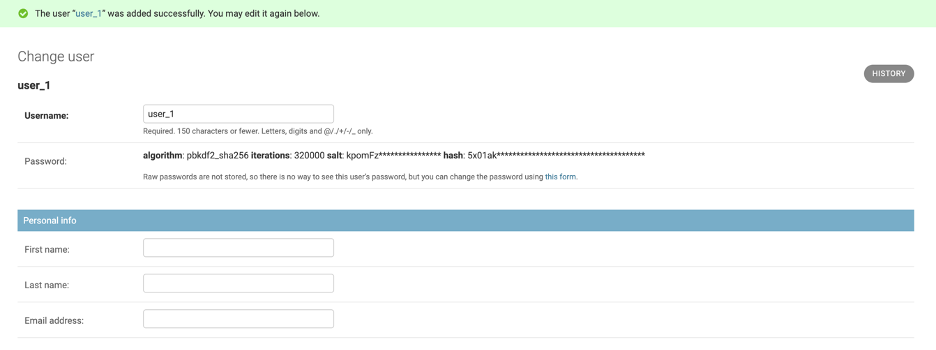 The user “user_1” was added successfully. You may edit it again below.
Change user
HISTORY
user_1
Username:
user_1
Required. 150 characters or fewer. Letters, digits and @/./+/-/_ only.
Password:
algorithm: pbkdf2_sha256 iterations: 320000 salt: kpomFz**************** hash: 5x01ak**************************************
Raw passwords are not stored, so there is no way to see this user’s password, but you can change the password using this form.
Personal info
First name:
Last name:
Email address: